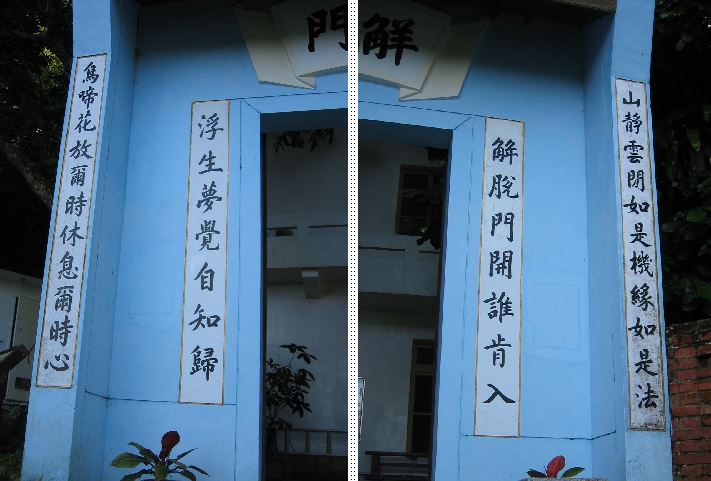 解門
山靜雲閒如是機緣如是法
解脫門開誰肯入
浮生夢覺自知歸
鳥啼花放爾時休息爾時心